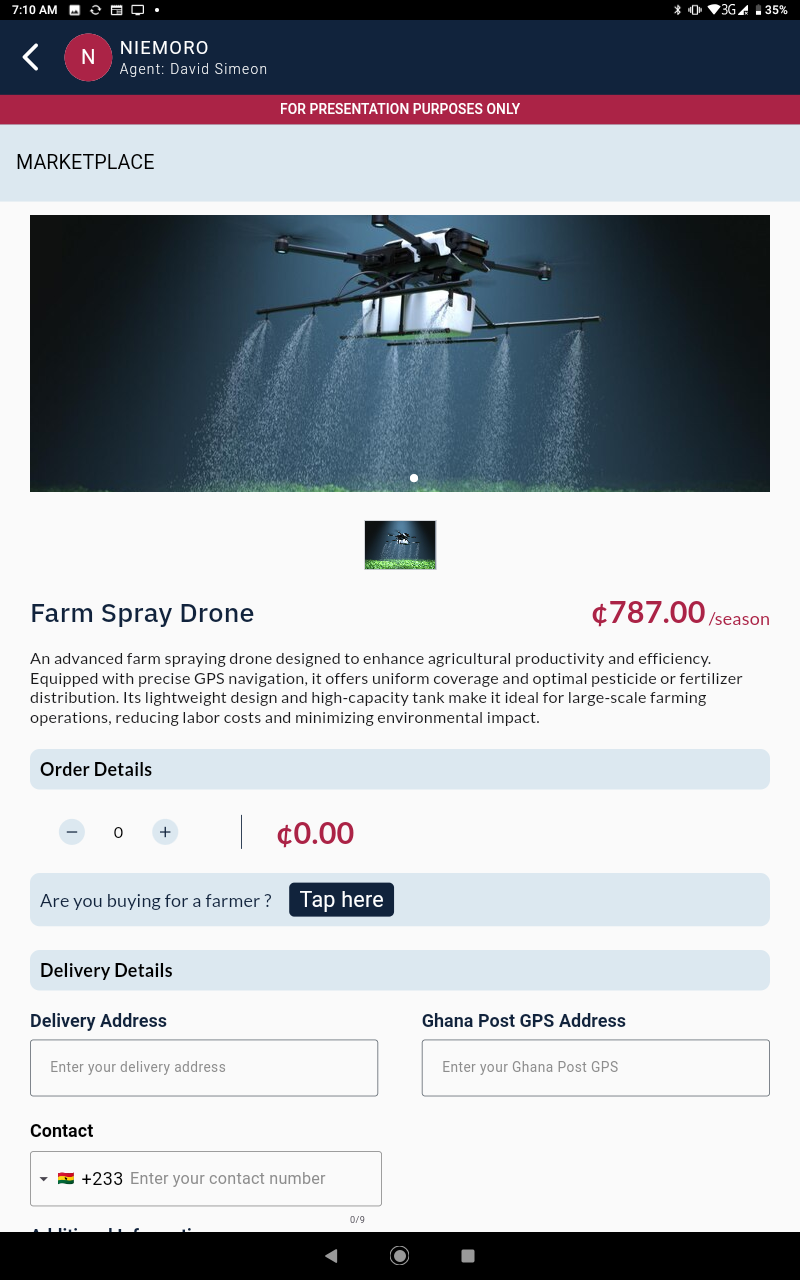 7:10 AM
3G
35%
N
NIEMORO
Agent: David Simeon
FOR PRESENTATION PURPOSES ONLY
MARKETPLACE
Farm Spray Drone
₵787.00 /season
An advanced farm spraying drone designed to enhance agricultural productivity and efficiency.
Equipped with precise GPS navigation, it offers uniform coverage and optimal pesticide or fertilizer
distribution. Its lightweight design and high-capacity tank make it ideal for large-scale farming
operations, reducing labor costs and minimizing environmental impact.
Order Details
− 0 + ₵0.00
Are you buying for a farmer ? Tap here
Delivery Details
Delivery Address
Ghana Post GPS Address
Enter your delivery address
Enter your Ghana Post GPS
Contact
+233 Enter your contact number
0/9